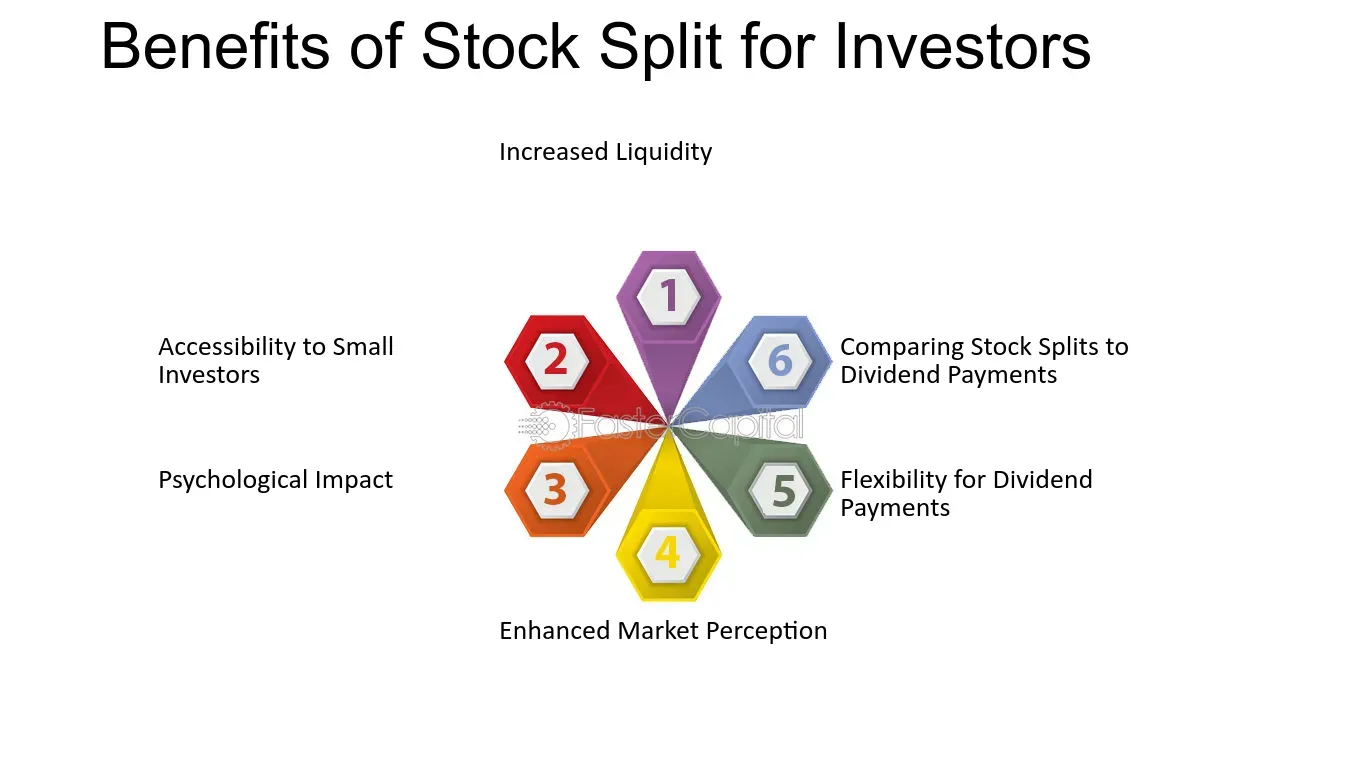 Benefits of Stock Split for Investors
Increased Liquidity
1
2
Accessibility to Small
Investors
6
Comparing Stock Splits to
Dividend Payments
FasterCapital
3
Psychological Impact
5
Flexibility for Dividend
Payments
4
Enhanced Market Perception